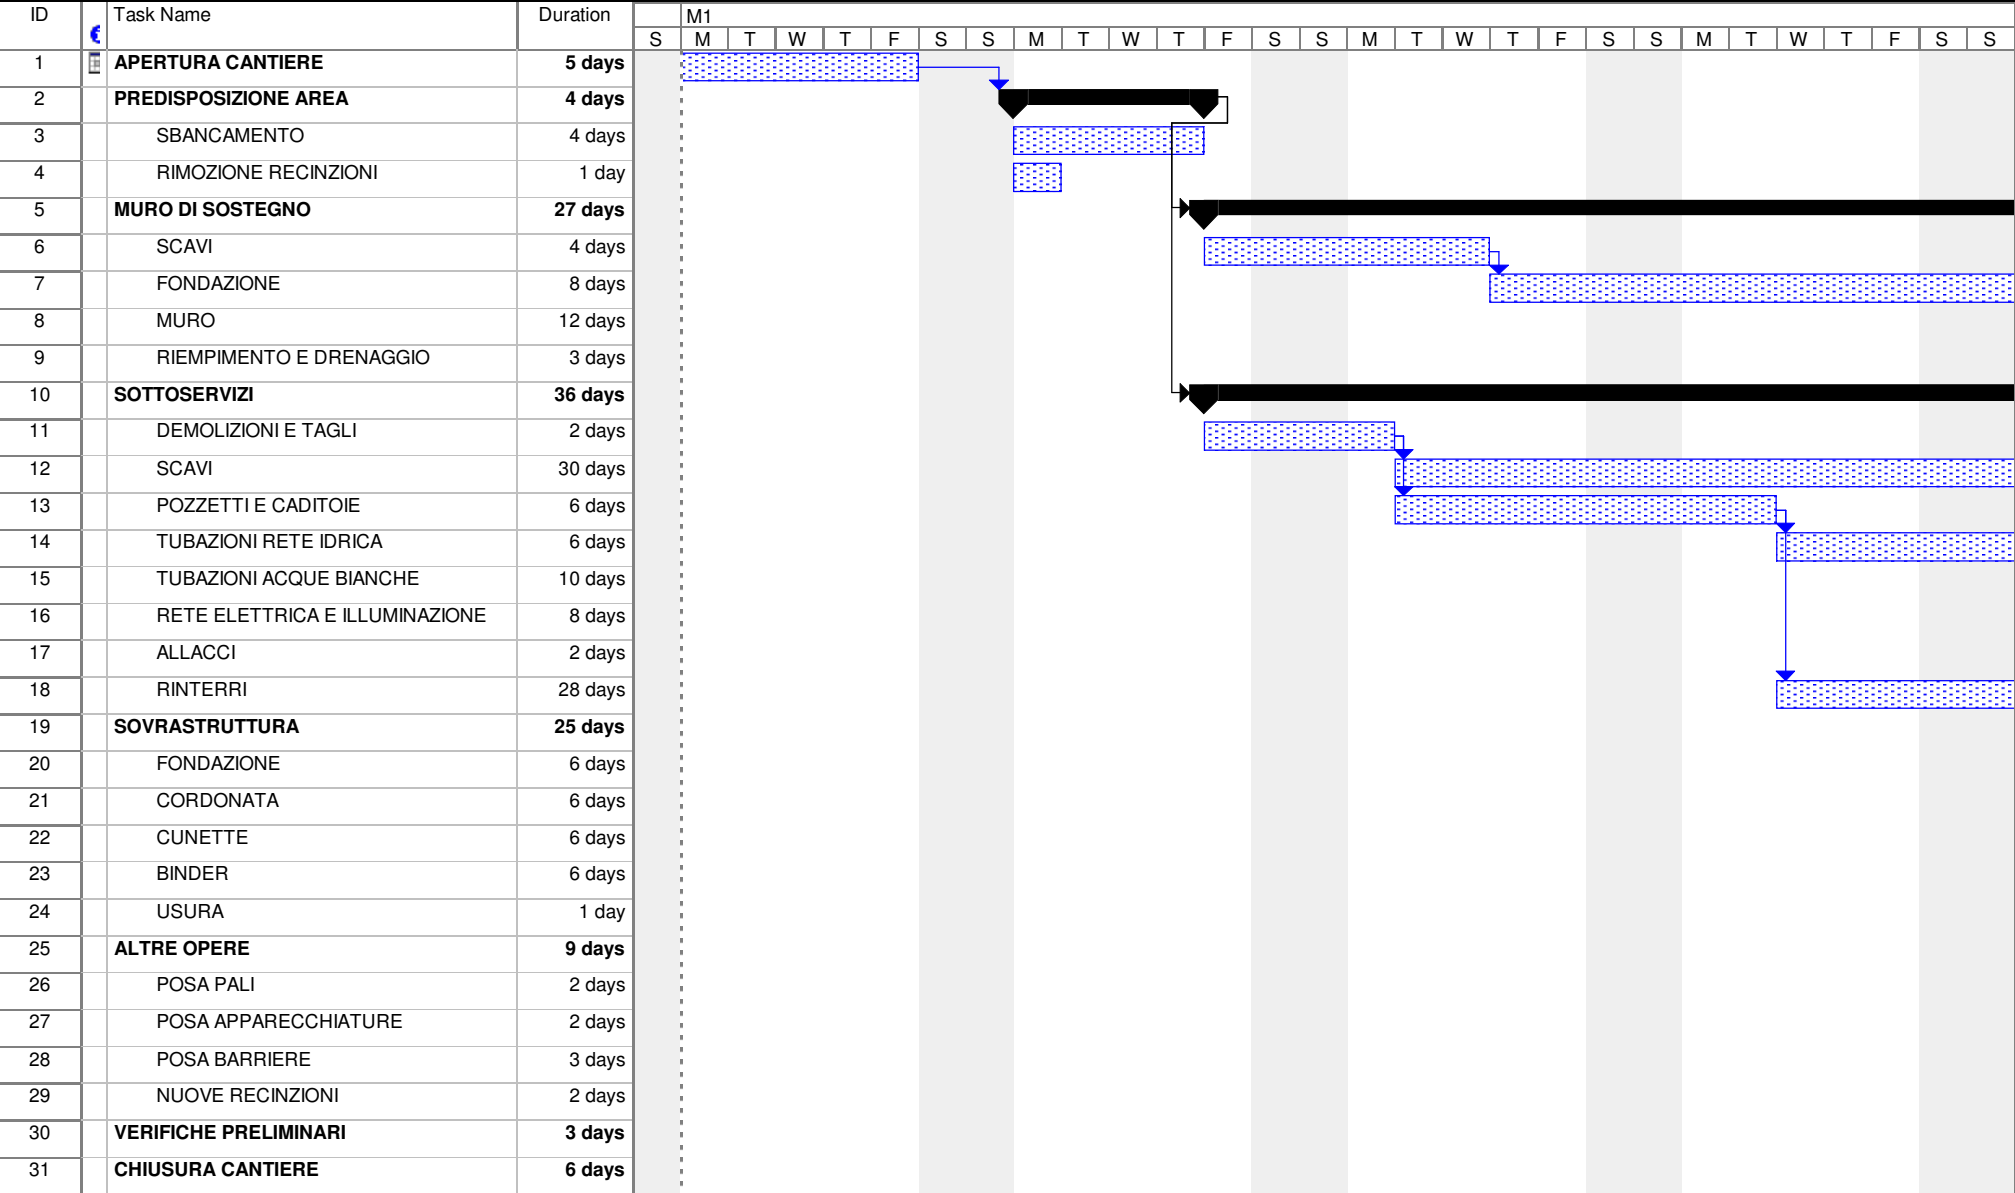 ID Task Name Duration M1
S M T W T F S S M T W T F S S M T W T F S S M T W T F S S
1 APERTURA CANTIERE 5 days
2 PREDISPOSIZIONE AREA 4 days
3 SBANCAMENTO 4 days
4 RIMOZIONE RECINZIONI 1 day
5 MURO DI SOSTEGNO 27 days
6 SCAVI 4 days
7 FONDAZIONE 8 days
8 MURO 12 days
9 RIEMPIMENTO E DRENAGGIO 3 days
10 SOTTOSERVIZI 36 days
11 DEMOLIZIONI E TAGLI 2 days
12 SCAVI 30 days
13 POZZETTI E CADITOIE 6 days
14 TUBAZIONI RETE IDRICA 6 days
15 TUBAZIONI ACQUE BIANCHE 10 days
16 RETE ELETTRICA E ILLUMINAZIONE 8 days
17 ALLACCI 2 days
18 RINTERRI 28 days
19 SOVRASTRUTTURA 25 days
20 FONDAZIONE 6 days
21 CORDONATA 6 days
22 CUNETTE 6 days
23 BINDER 6 days
24 USURA 1 day
25 ALTRE OPERE 9 days
26 POSA PALI 2 days
27 POSA APPARECCHIATURE 2 days
28 POSA BARRIERE 3 days
29 NUOVE RECINZIONI 2 days
30 VERIFICHE PRELIMINARI 3 days
31 CHIUSURA CANTIERE 6 days